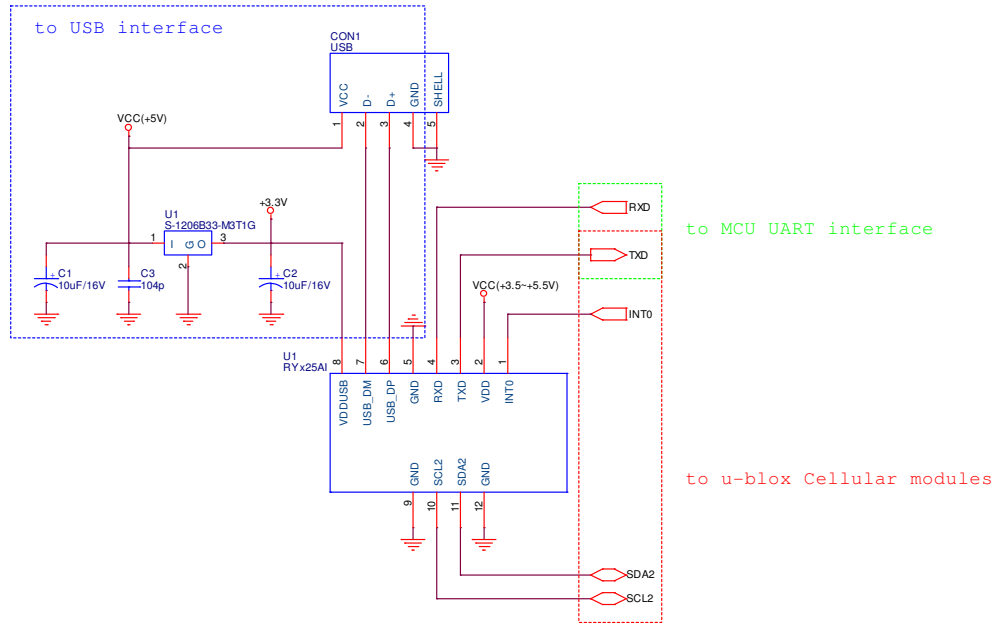 to USB interface
CON1
USB
VCC
D-
D+
GND
SHELL
1
2
3
4
5
VCC(+5V)
+3.3V
U1
S-1206B33-M3T1G
1
I
G
O
3
2
+
C1
10uF/16V
C3
104p
+
C2
10uF/16V
RXD
to MCU UART interface
TXD
VCC(+3.5~+5.5V)
INT0
U1
RYx25AI
8
7
6
5
4
3
2
1
VDDUSB
USB_DM
USB_DP
GND
RXD
TXD
VDD
INT0
GND
SCL2
SDA2
GND
9
10
11
12
to u-blox Cellular modules
SDA2
SCL2